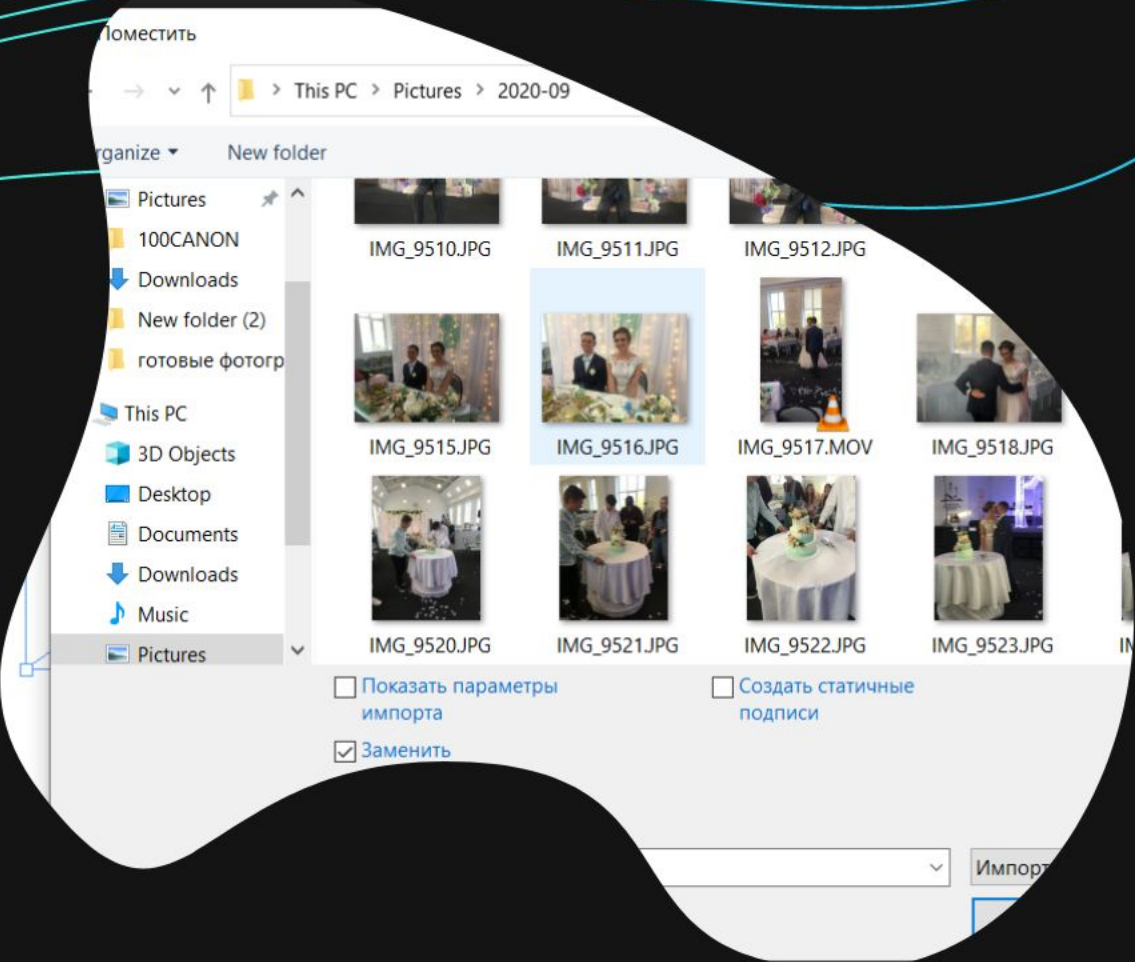 Поместить
This PC > Pictures > 2020-09
rganize
New folder
Pictures
100CANON
Downloads
New folder (2)
готовые фотогр
This PC
3D Objects
Desktop
Documents
Downloads
Music
Pictures
IMG_9510.JPG IMG_9511.JPG IMG_9512.JPG
IMG_9515.JPG IMG_9516.JPG IMG_9517.MOV IMG_9518.JPG
IMG_9520.JPG IMG_9521.JPG IMG_9522.JPG IMG_9523.JPG
Показать параметры
импорта
Создать статичные
подписи
Заменить
Импорт